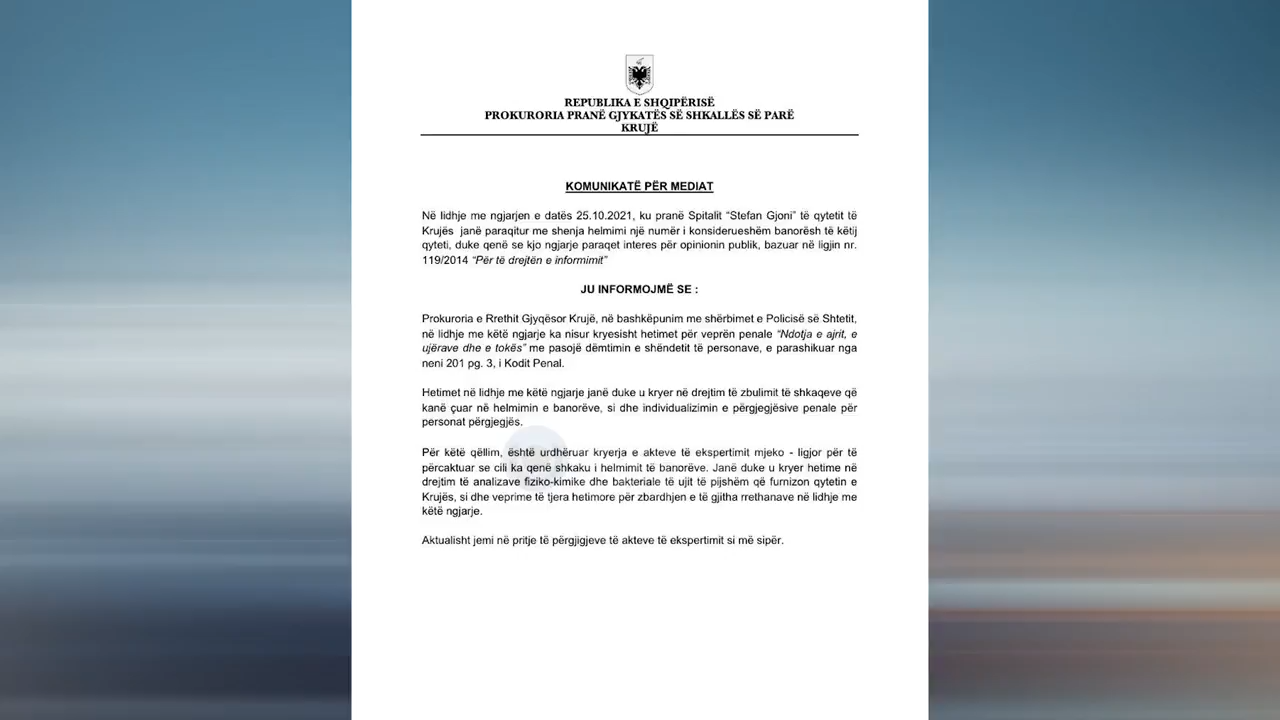 REPUBLIKA E SHQIPËRISË
PROKURORIA PRANË GJYKATËS SË SHKALLËS SË PARË
KRUJË
KOMUNIKATË PËR MEDIAT
Në lidhje me ngjarjen e datës 25.10.2021, ku pranë Spitalit “Stefan Gjoni” të qytetit të
Krujës janë paraqitur me shenja helmimi një numër i konsiderueshëm banorësh të këtij
qyteti, duke qenë se kjo ngjarje paraqet interes për opinionin publik, bazuar në ligjin nr.
119/2014 “Për të drejtën e informimit”
JU INFORMOJMË SE :
Prokuroria e Rrethit Gjyqësor Krujë, në bashkëpunim me shërbimet e Policisë së Shtetit,
në lidhje me këtë ngjarje ka nisur kryesisht hetimet për veprën penale “Ndotja e ajrit, e
ujërave dhe e tokës” me pasojë dëmtimin e shëndetit të personave, e parashikuar nga
neni 201 pg. 3, i Kodit Penal.
Hetimet në lidhje me këtë ngjarje janë duke u kryer në drejtim të zbulimit të shkaqeve që
kanë çuar në helmimin e banorëve, si dhe individualizimin e përgjegjësive penale për
personat përgjegjës.
Për këtë qëllim, është urdhëruar kryerja e akteve të ekspertimit mjeko - ligjor për të
përcaktuar se cili ka qenë shkaku i helmimit të banorëve. Janë duke u kryer hetime në
drejtim të analizave fiziko-kimike dhe bakteriale të ujit të pijshëm që furnizon qytetin e
Krujës, si dhe veprime të tjera hetimore për zbardhjen e të gjitha rrethanave në lidhje me
këtë ngjarje.
Aktualisht jemi në pritje të përgjigjeve të akteve të ekspertimit si më sipër.